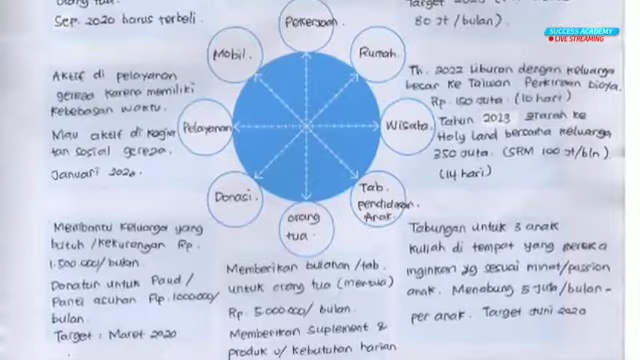 orang tua.
Sep. 2020 harus terbeli.
Pekerjaan
Target 2023
80 jt/bulan).
SUCCESS ACADEMY
LIVE STREAMING
Mobil.
Rumah.
Aktif di pelayanan
gereja karena memiliki
kebebasan waktu.
Mau aktif di kegia
tan sosial gereja.
Januari 2020.
Pelayanan
Wisata.
Th. 2022 liburan dengan keluarga
besar ke Taiwan Perkiraan biaya.
Rp. 150 juta. (10 hari)
Tahun 2023 ziarah ke
Holy Land bersama keluarga
350 juta. (SRM 100 jt/bln).
(14 hari)
Donasi.
orang
tua.
Tab.
pendidikan
Anak.
Membantu keluarga yang
butuh /kekurangan Rp.
1.500.000/bulan.
Donatur untuk Paud/
Panti asuhan Rp. 1000000/
bulan.
Target : Maret 2020
Memberikan bulanan /tab.
untuk orang tua (mertua)
Rp 5.000.000/ bulan.
Memberikan suplement &
produk u/ kebutuhan harian
Tabungan untuk 3 anak
kuliah di tempat yang mereka
inginkan yg sesuai minat/passion
anak. Menabung 5 juta/bulan-
per anak. Target Juni 2020